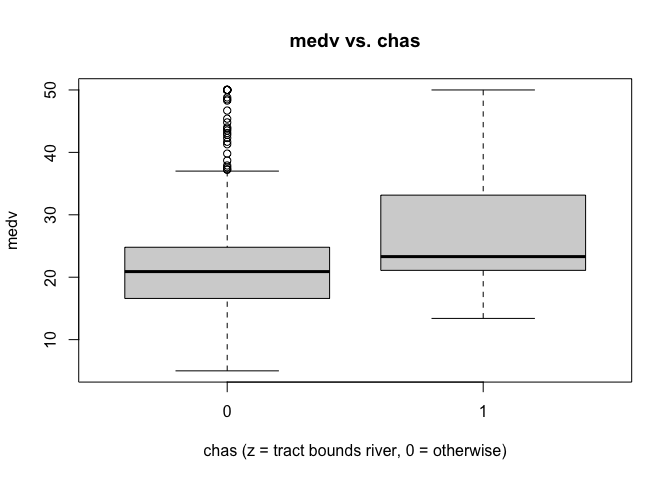 medv vs. chas
50
40
30
20
10
medv
0 1
chas (z = tract bounds river, 0 = otherwise)